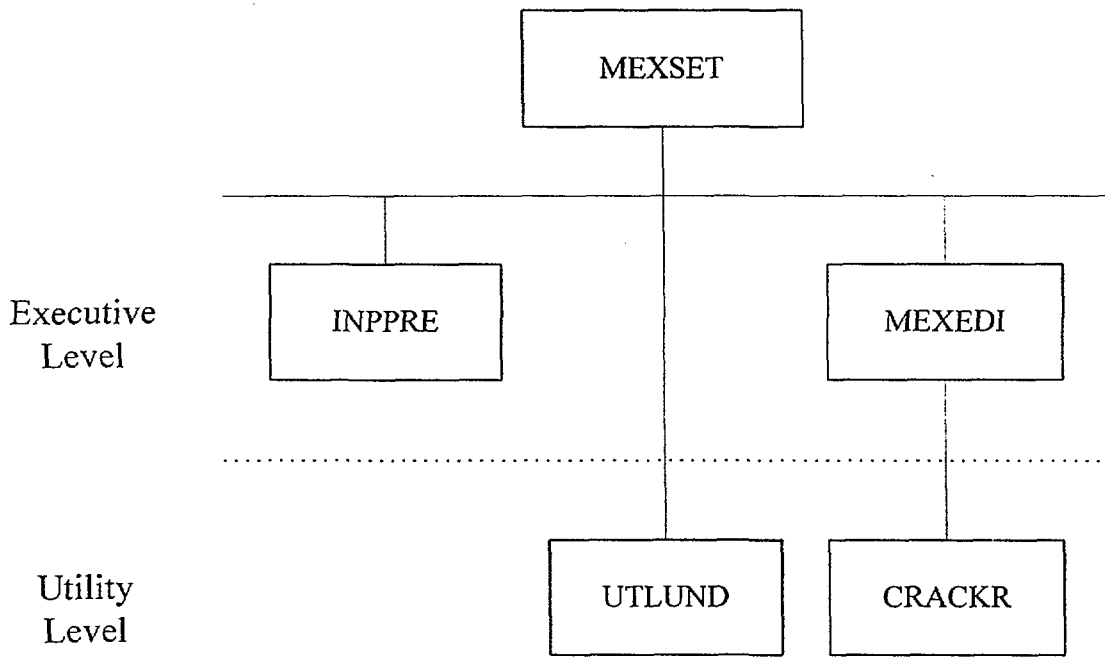 MEXSET
Executive
Level
INPPRE
MEXEDI
Utility
Level
UTLUND
CRACKR